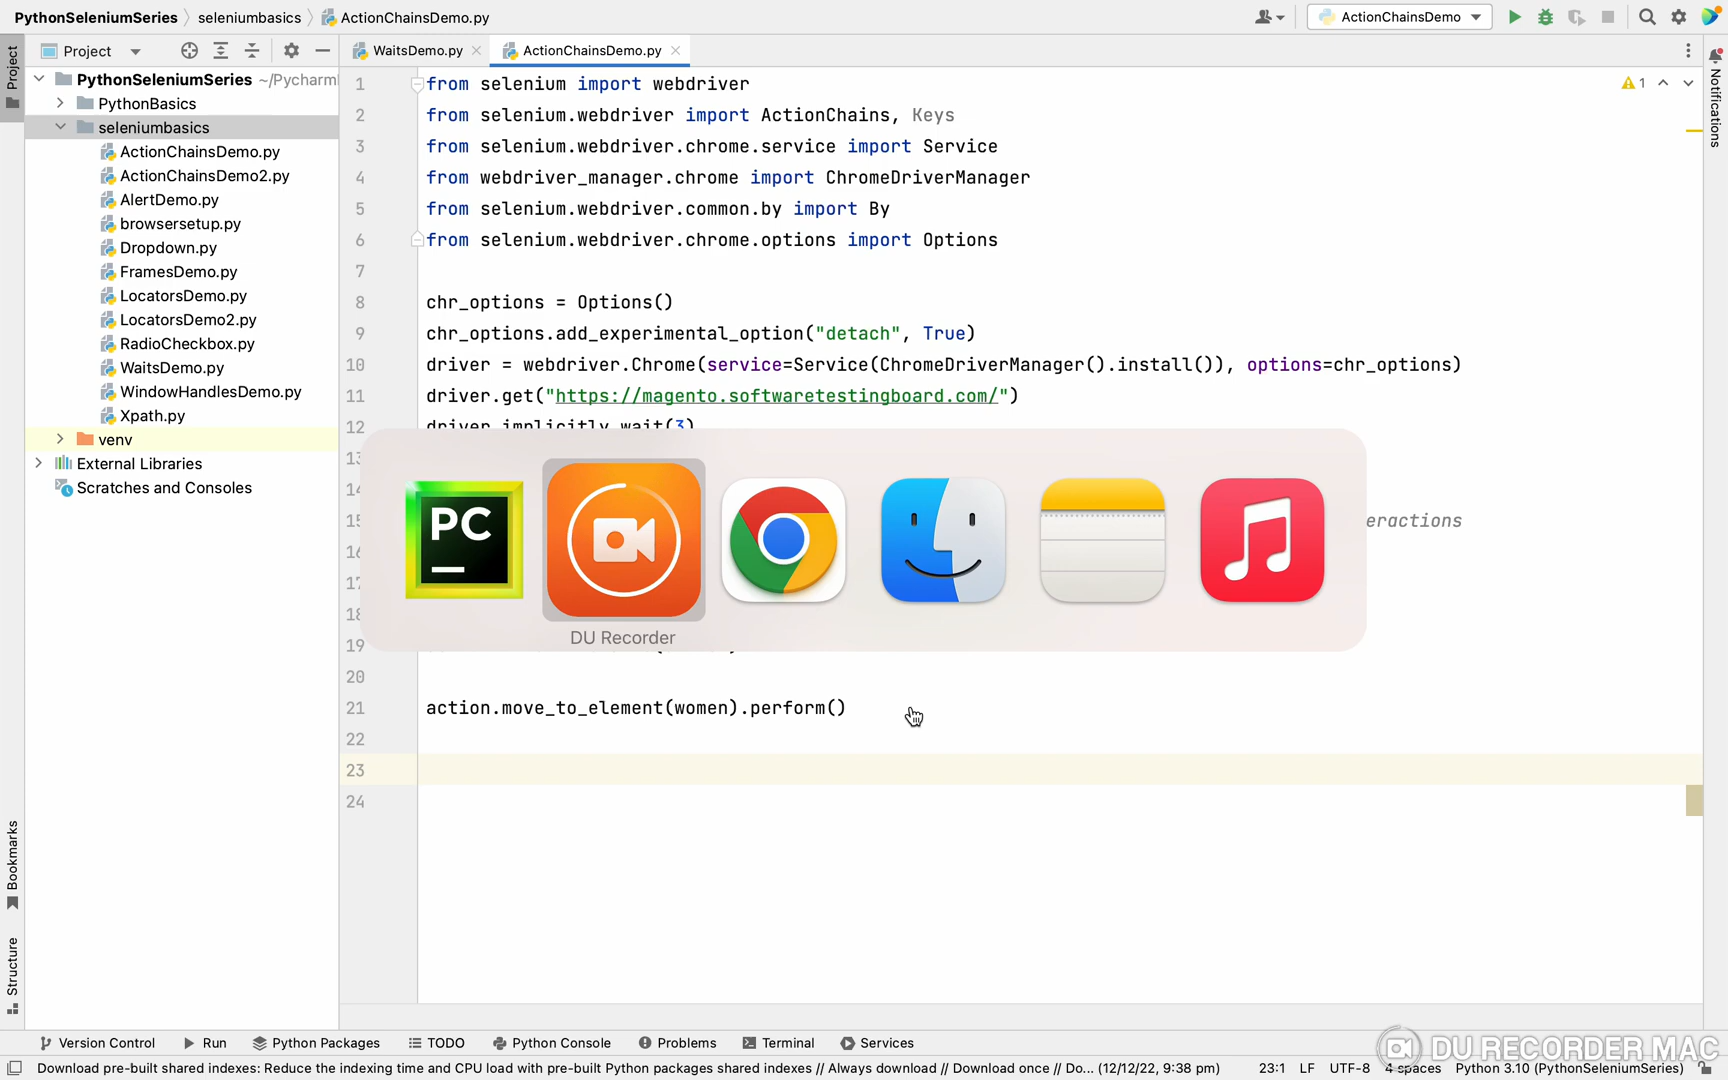 PythonSeleniumSeries seleniumbasics ActionChainsDemo.py ActionChainsDemo
Project WaitsDemo.py ActionChainsDemo.py
Project
Bookmarks
Structure
Notifications
PythonSeleniumSeries ~/Pycharm
PythonBasics
seleniumbasics
ActionChainsDemo.py
ActionChainsDemo2.py
AlertDemo.py
browsersetup.py
Dropdown.py
FramesDemo.py
LocatorsDemo.py
LocatorsDemo2.py
RadioCheckbox.py
WaitsDemo.py
WindowHandlesDemo.py
Xpath.py
venv
External Libraries
Scratches and Consoles
1 from selenium import webdriver
2 from selenium.webdriver import ActionChains, Keys
3 from selenium.webdriver.chrome.service import Service
4 from webdriver_manager.chrome import ChromeDriverManager
5 from selenium.webdriver.common.by import By
6 from selenium.webdriver.chrome.options import Options
7
8 chr_options = Options()
9 chr_options.add_experimental_option("detach", True)
10 driver = webdriver.Chrome(service=Service(ChromeDriverManager().install()), options=chr_options)
11 driver.get("https://magento.softwaretestingboard.com/")
12 driver.implicitly_wait(3)
13
14
15 eractions
16
17
18
19
20
21 action.move_to_element(women).perform()
22
23
24
1
PC
DU Recorder
Version Control Run Python Packages TODO Python Console Problems Terminal Services
Download pre-built shared indexes: Reduce the indexing time and CPU load with pre-built Python packages shared indexes // Always download // Download once // Do... (12/12/22, 9:38 pm) 23:1 LF UTF-8 4 spaces Python 3.10 (PythonSeleniumSeries)
DU RECORDER MAC